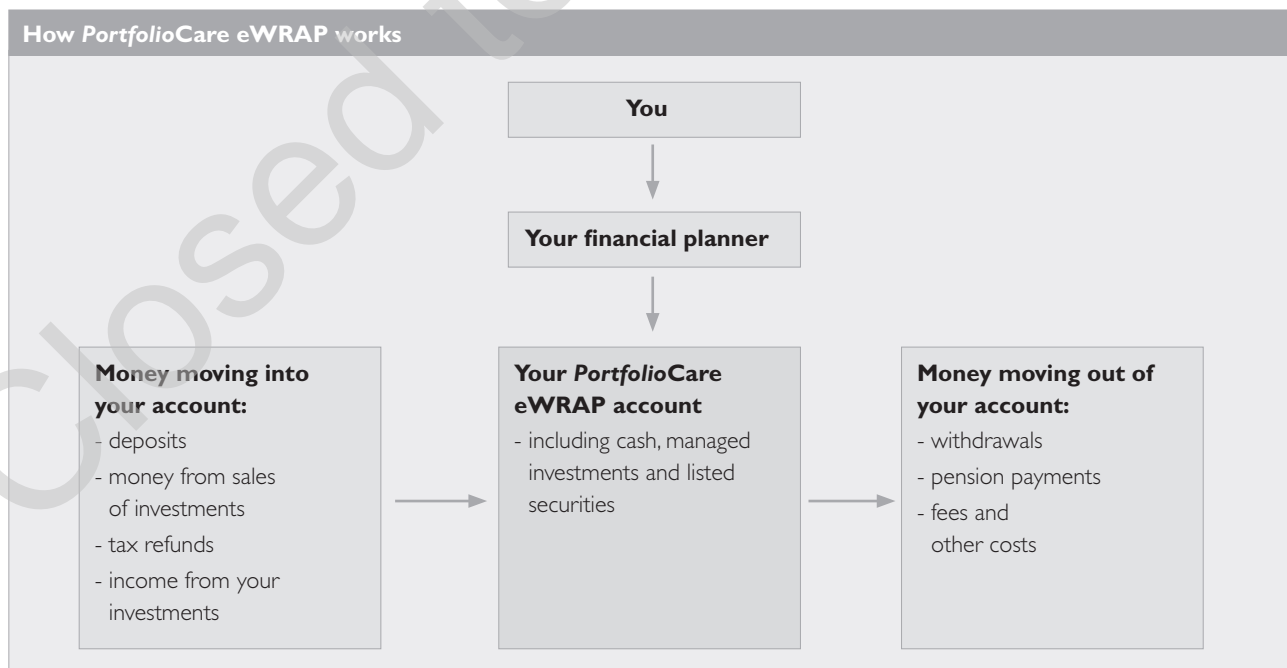 How PortfolioCare eWRAP works
You
Your financial planner
Money moving into
your account:
- deposits
- money from sales
of investments
- tax refunds
- income from your
investments
Your PortfolioCare
eWRAP account
- including cash, managed
investments and listed
securities
Money moving out of
your account:
- withdrawals
- pension payments
- fees and
other costs
Closed